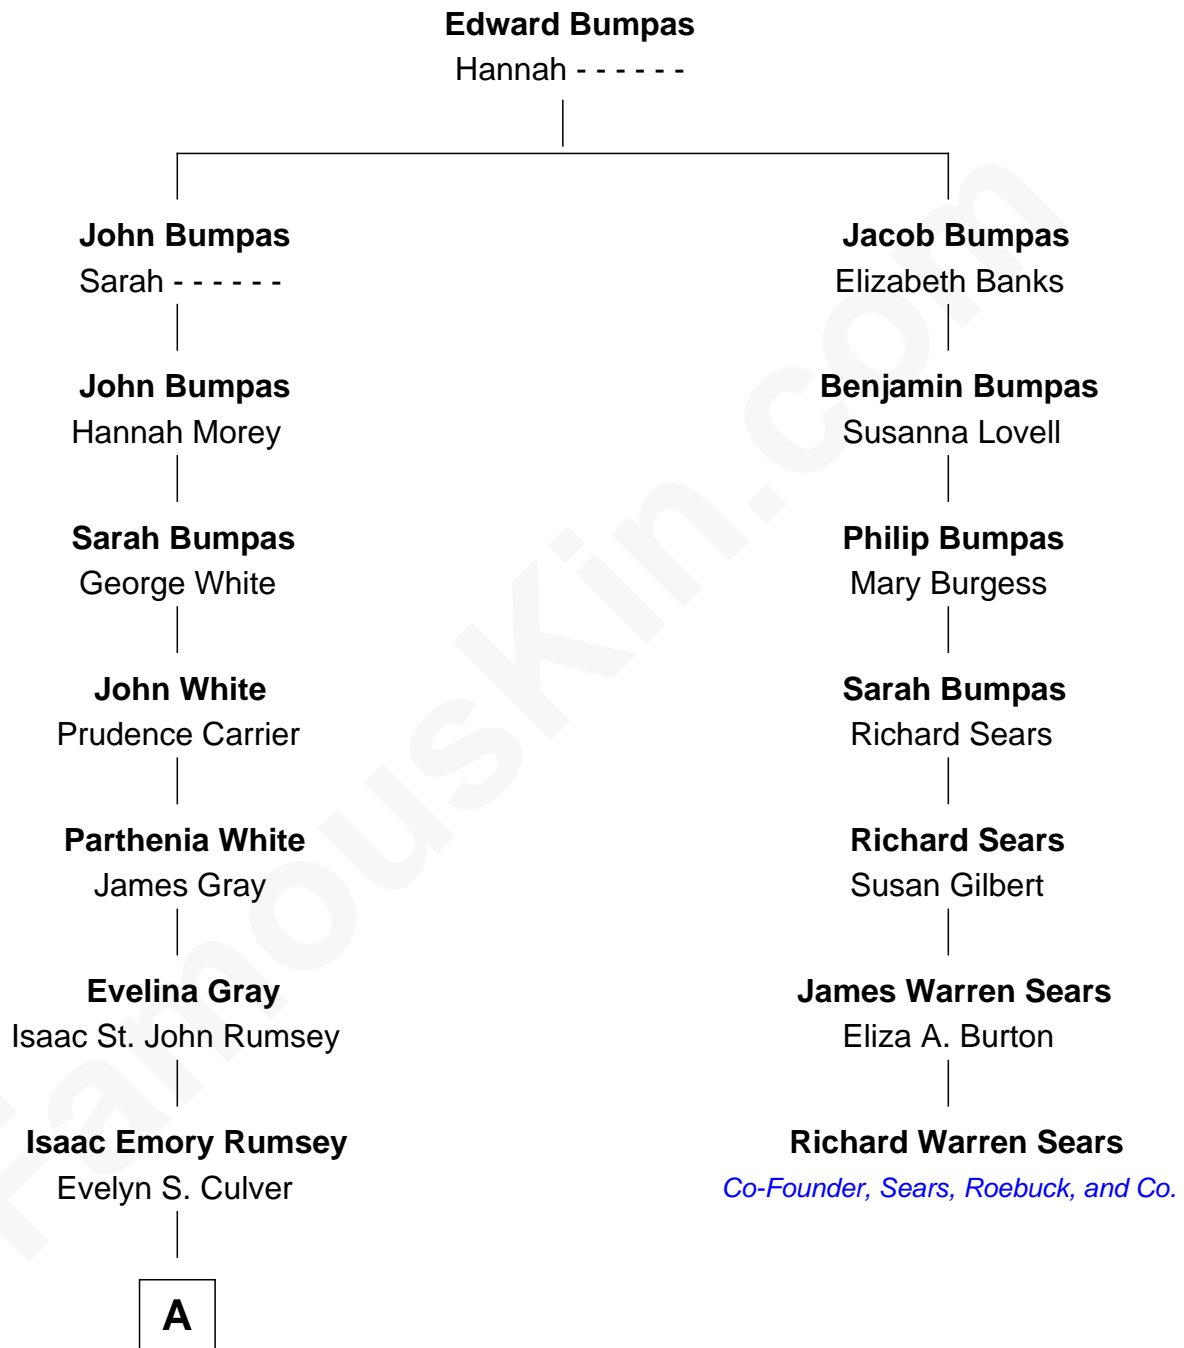 Edward Bumpas
Hannah - - - - - -
John Bumpas
Sarah - - - - - -
John Bumpas
Hannah Morey
Sarah Bumpas
George White
John White
Prudence Carrier
Parthenia White
James Gray
Evelina Gray
Isaac St. John Rumsey
Isaac Emory Rumsey
Evelyn S. Culver
A
Jacob Bumpas
Elizabeth Banks
Benjamin Bumpas
Susanna Lovell
Philip Bumpas
Mary Burgess
Sarah Bumpas
Richard Sears
Richard Sears
Susan Gilbert
James Warren Sears
Eliza A. Burton
Richard Warren Sears
Co-Founder, Sears, Roebuck, and Co.
FamousKin.com